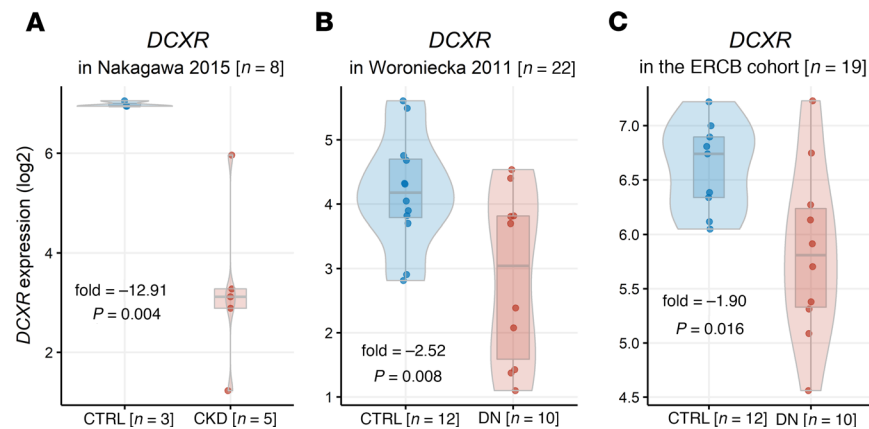 A
DCXR
in Nakagawa 2015 [n = 8]
DCXR expression (log2)
6
4
2
fold = –12.91
P = 0.004
CTRL [n = 3]
CKD [n = 5]
B
DCXR
in Woroniecka 2011 [n = 22]
5
4
3
2
1
fold = –2.52
P = 0.008
CTRL [n = 12]
DN [n = 10]
C
DCXR
in the ERCB cohort [n = 19]
7.0
6.5
6.0
5.5
5.0
4.5
fold = –1.90
P = 0.016
CTRL [n = 12]
DN [n = 10]